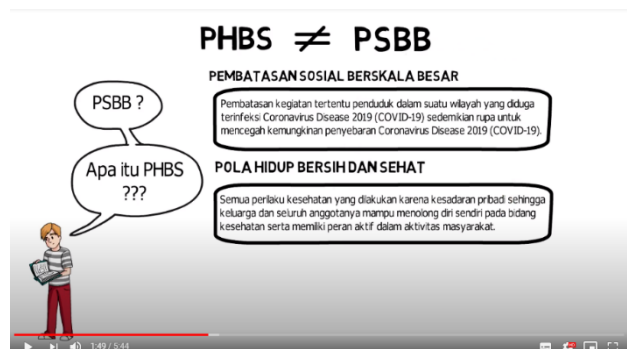 PHBS ≠ PSBB
PEMBATASAN SOSIAL BERSKALA BESAR
PSBB ?
Pembatasan kegiatan tertentu penduduk dalam suatu wilayah yang diduga
terinfeksi Coronavirus Disease 2019 (COVID-19) sedemikian rupa untuk
mencegah kemungkinan penyebaran Coronavirus Disease 2019 (COVID-19).
Apa itu PHBS
???
POLA HIDUP BERSIH DAN SEHAT
Semua perilaku kesehatan yang dilakukan karena kesadaran pribadi sehingga
keluarga dan seluruh anggotanya mampu menolong diri sendiri pada bidang
kesehatan serta memiliki peran aktif dalam aktivitas masyarakat.
1:49 / 5:44